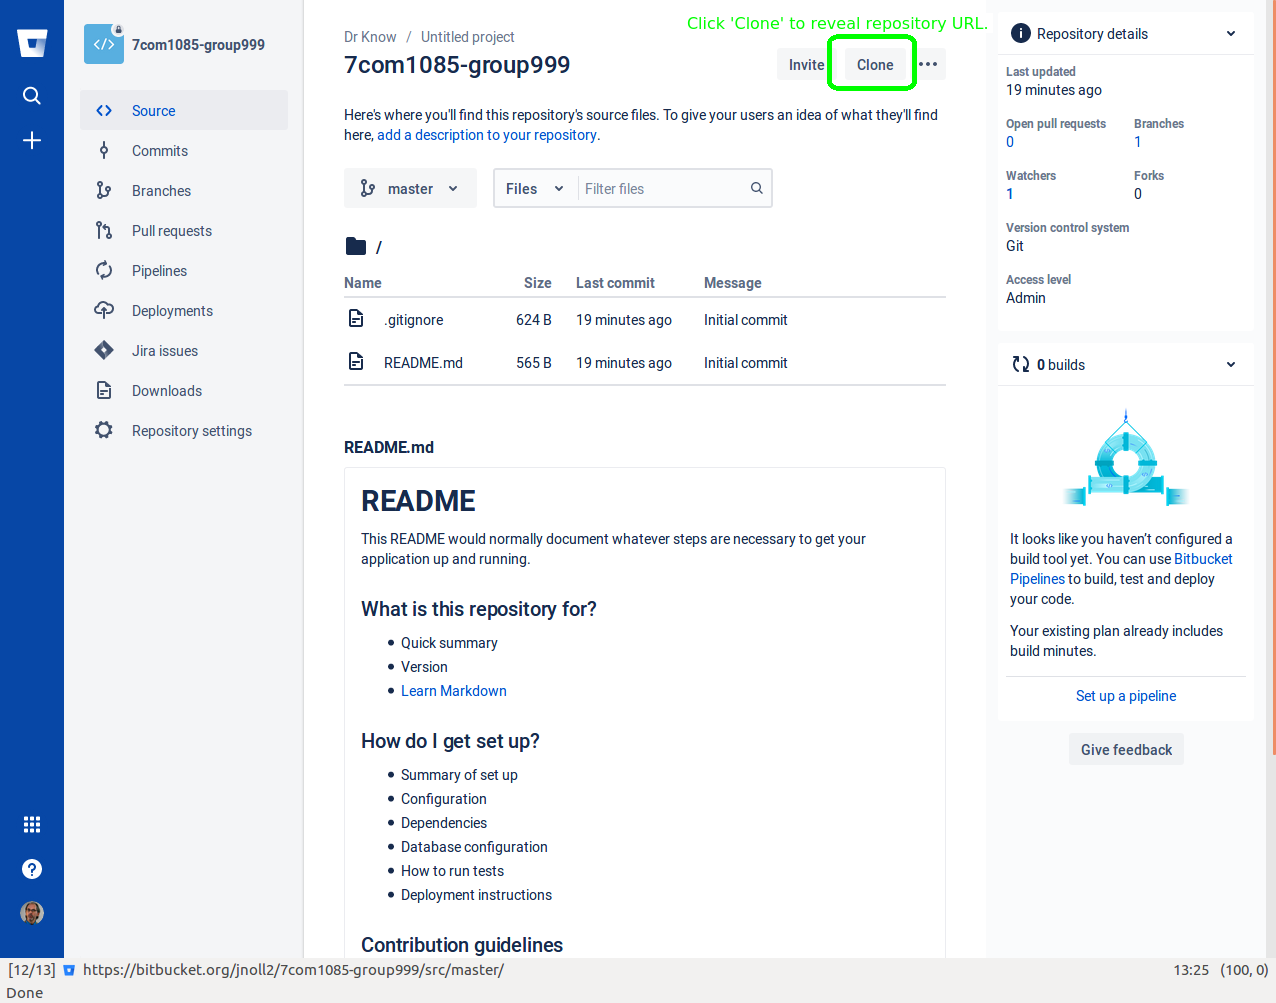 Click 'Clone' to reveal repository URL.
7com1085-group999
Source
Commits
Branches
Pull requests
Pipelines
Deployments
Jira issues
Downloads
Repository settings
Dr Know / Untitled project
7com1085-group999
Invite
Clone
Here's where you'll find this repository's source files. To give your users an idea of what they'll find
here, add a description to your repository.
master
Files
Filter files
/
Name Size Last commit Message
.gitignore 624 B 19 minutes ago Initial commit
README.md 565 B 19 minutes ago Initial commit
README.md
README
This README would normally document whatever steps are necessary to get your
application up and running.
What is this repository for?
• Quick summary
• Version
• Learn Markdown
How do I get set up?
• Summary of set up
• Configuration
• Dependencies
• Database configuration
• How to run tests
• Deployment instructions
Contribution guidelines
Repository details
Last updated
19 minutes ago
Open pull requests Branches
0 1
Watchers Forks
1 0
Version control system
Git
Access level
Admin
0 builds
It looks like you haven’t configured a
build tool yet. You can use Bitbucket
Pipelines to build, test and deploy
your code.
Your existing plan already includes
build minutes.
Set up a pipeline
Give feedback
[12/13] https://bitbucket.org/jnoll2/7com1085-group999/src/master/ 13:25 (100, 0)
Done